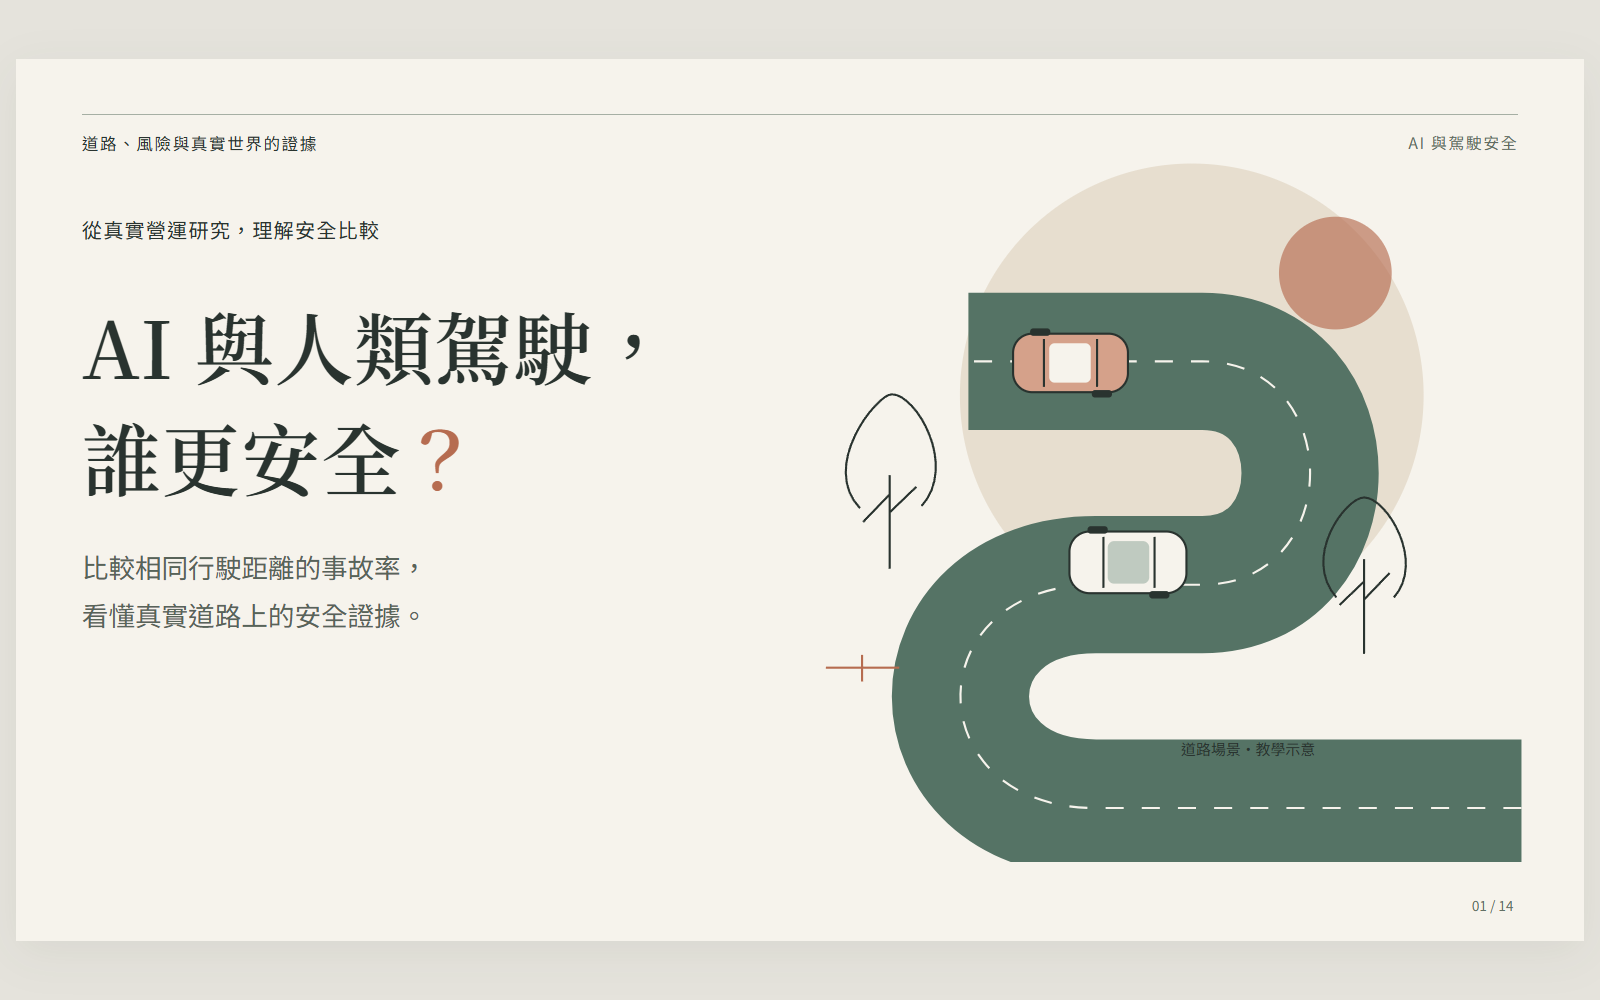 道路、風險與真實世界的證據
AI 與駕駛安全
從真實營運研究，理解安全比較
AI 與人類駕駛，
誰更安全？
比較相同行駛距離的事故率，
看懂真實道路上的安全證據。
道路場景・教學示意
01 / 14